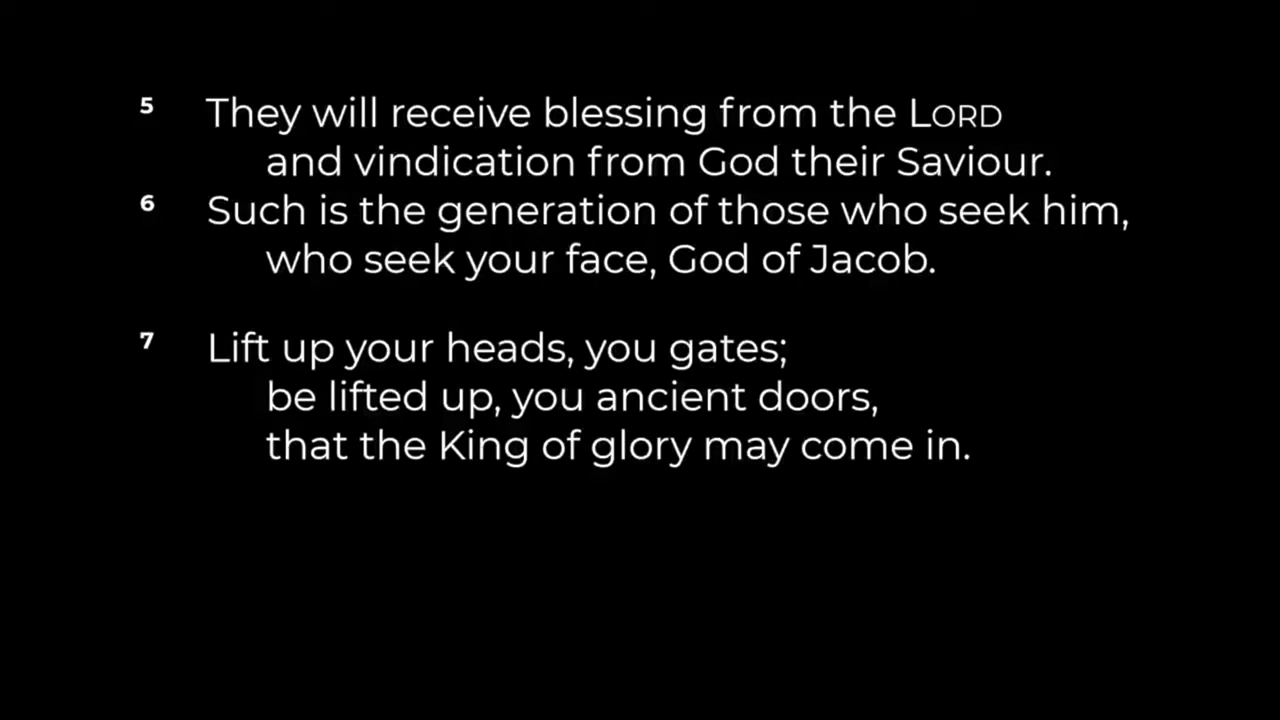 5 They will receive blessing from the LORD
and vindication from God their Saviour.
6 Such is the generation of those who seek him,
who seek your face, God of Jacob.
7 Lift up your heads, you gates;
be lifted up, you ancient doors,
that the King of glory may come in.